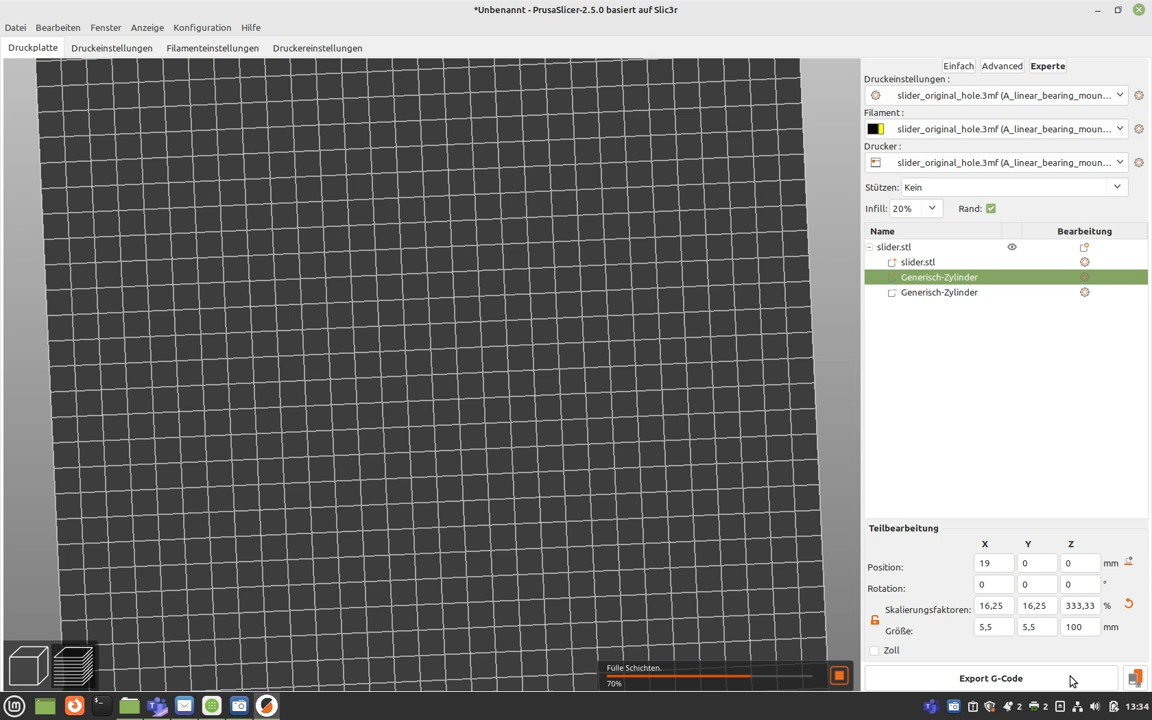 *Unbenannt - PrusaSlicer-2.5.0 basiert auf Slic3r
Datei Bearbeiten Fenster Anzeige Konfiguration Hilfe
Druckplatte Druckeinstellungen Filamenteinstellungen Druckereinstellungen
Einfach Advanced Experte
Druckeinstellungen :
slider_original_hole.3mf (A_linear_bearing_moun...
Filament :
slider_original_hole.3mf (A_linear_bearing_moun...
Drucker :
slider_original_hole.3mf (A_linear_bearing_moun...
Stützen: Kein
Infill: 20% Rand:
Name Bearbeitung
slider.stl
slider.stl
Generisch-Zylinder
Generisch-Zylinder
Teilbearbeitung
X Y Z
Position: 19 0 0 mm
Rotation: 0 0 0 °
Skalierungsfaktoren: 16,25 16,25 333,33 %
Größe: 5,5 5,5 100 mm
Zoll
Fülle Schichten.
70%
Export G-Code
2 2 13:34